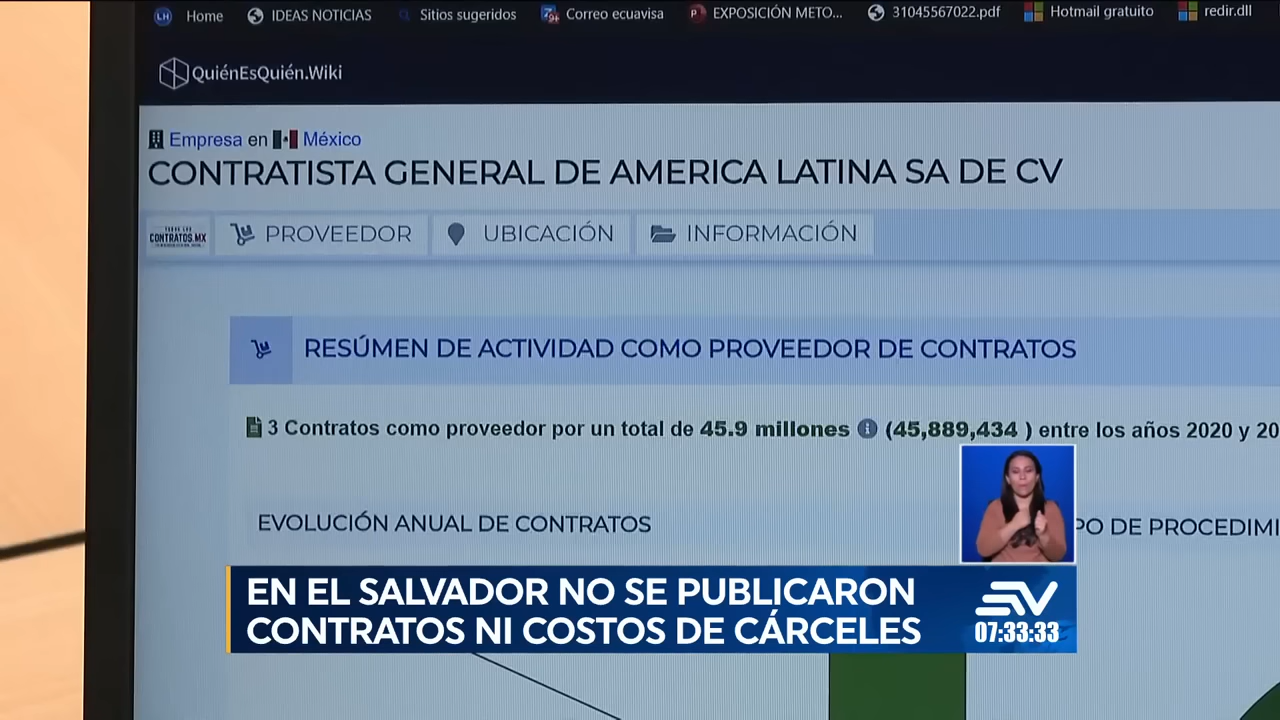 Home
IDEAS NOTICIAS
Sitios sugeridos
Correo ecuavisa
EXPOSICIÓN METO...
31045567022.pdf
Hotmail gratuito
redir.dll
QuiénEsQuién.Wiki
Empresa en México
CONTRATISTA GENERAL DE AMERICA LATINA SA DE CV
CONTRATOS.MX
PROVEEDOR
UBICACIÓN
INFORMACIÓN
RESÚMEN DE ACTIVIDAD COMO PROVEEDOR DE CONTRATOS
3 Contratos como proveedor por un total de 45.9 millones (45,889,434 ) entre los años 2020 y 20
EVOLUCIÓN ANUAL DE CONTRATOS
PO DE PROCEDIMI
EN EL SALVADOR NO SE PUBLICARON
CONTRATOS NI COSTOS DE CÁRCELES
07:33:33